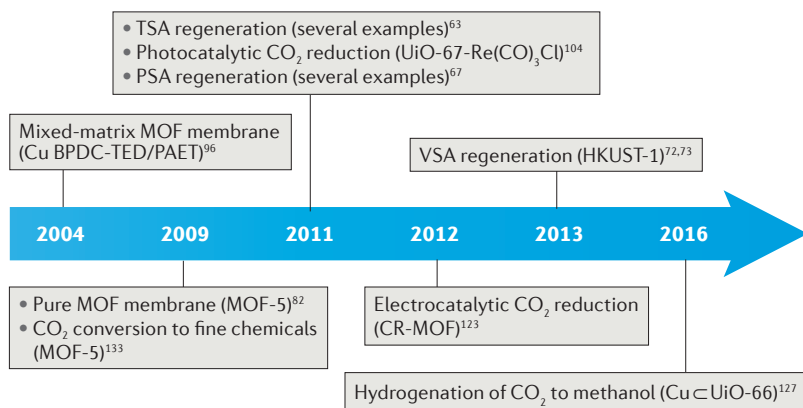 • TSA regeneration (several examples)⁶³
• Photocatalytic CO₂ reduction (UiO-67-Re(CO)₃Cl)¹⁰⁴
• PSA regeneration (several examples)⁶⁷
Mixed-matrix MOF membrane
(Cu BPDC-TED/PAET)⁹⁶
VSA regeneration (HKUST-1)⁷²,⁷³
2004 2009 2011 2012 2013 2016
• Pure MOF membrane (MOF-5)⁸²
• CO₂ conversion to fine chemicals
(MOF-5)¹³³
Electrocatalytic CO₂ reduction
(CR-MOF)¹²³
Hydrogenation of CO₂ to methanol (Cu⊂UiO-66)¹²⁷